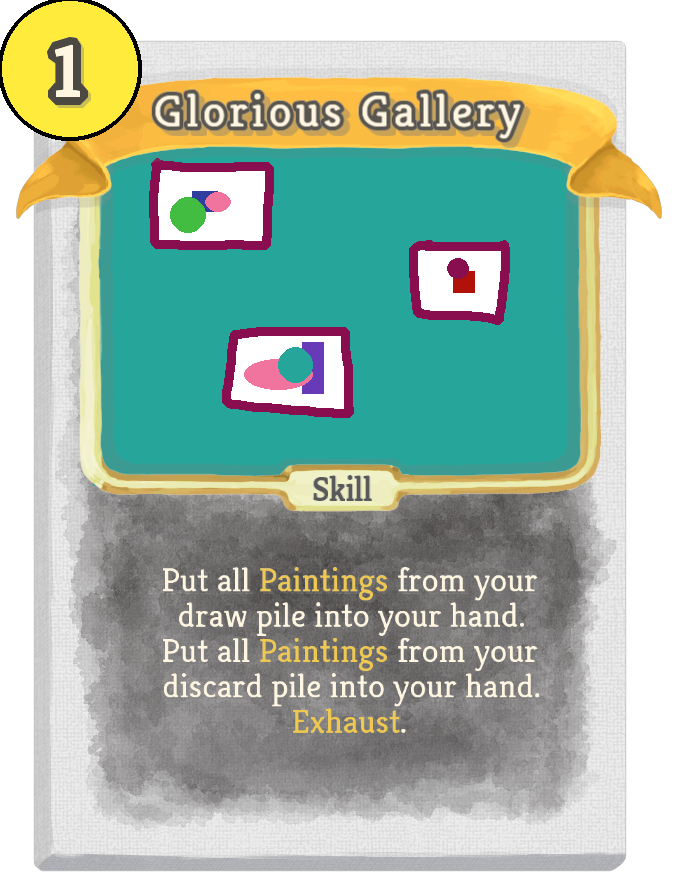 1
Glorious Gallery
Skill
Put all Paintings from your
draw pile into your hand.
Put all Paintings from your
discard pile into your hand.
Exhaust.